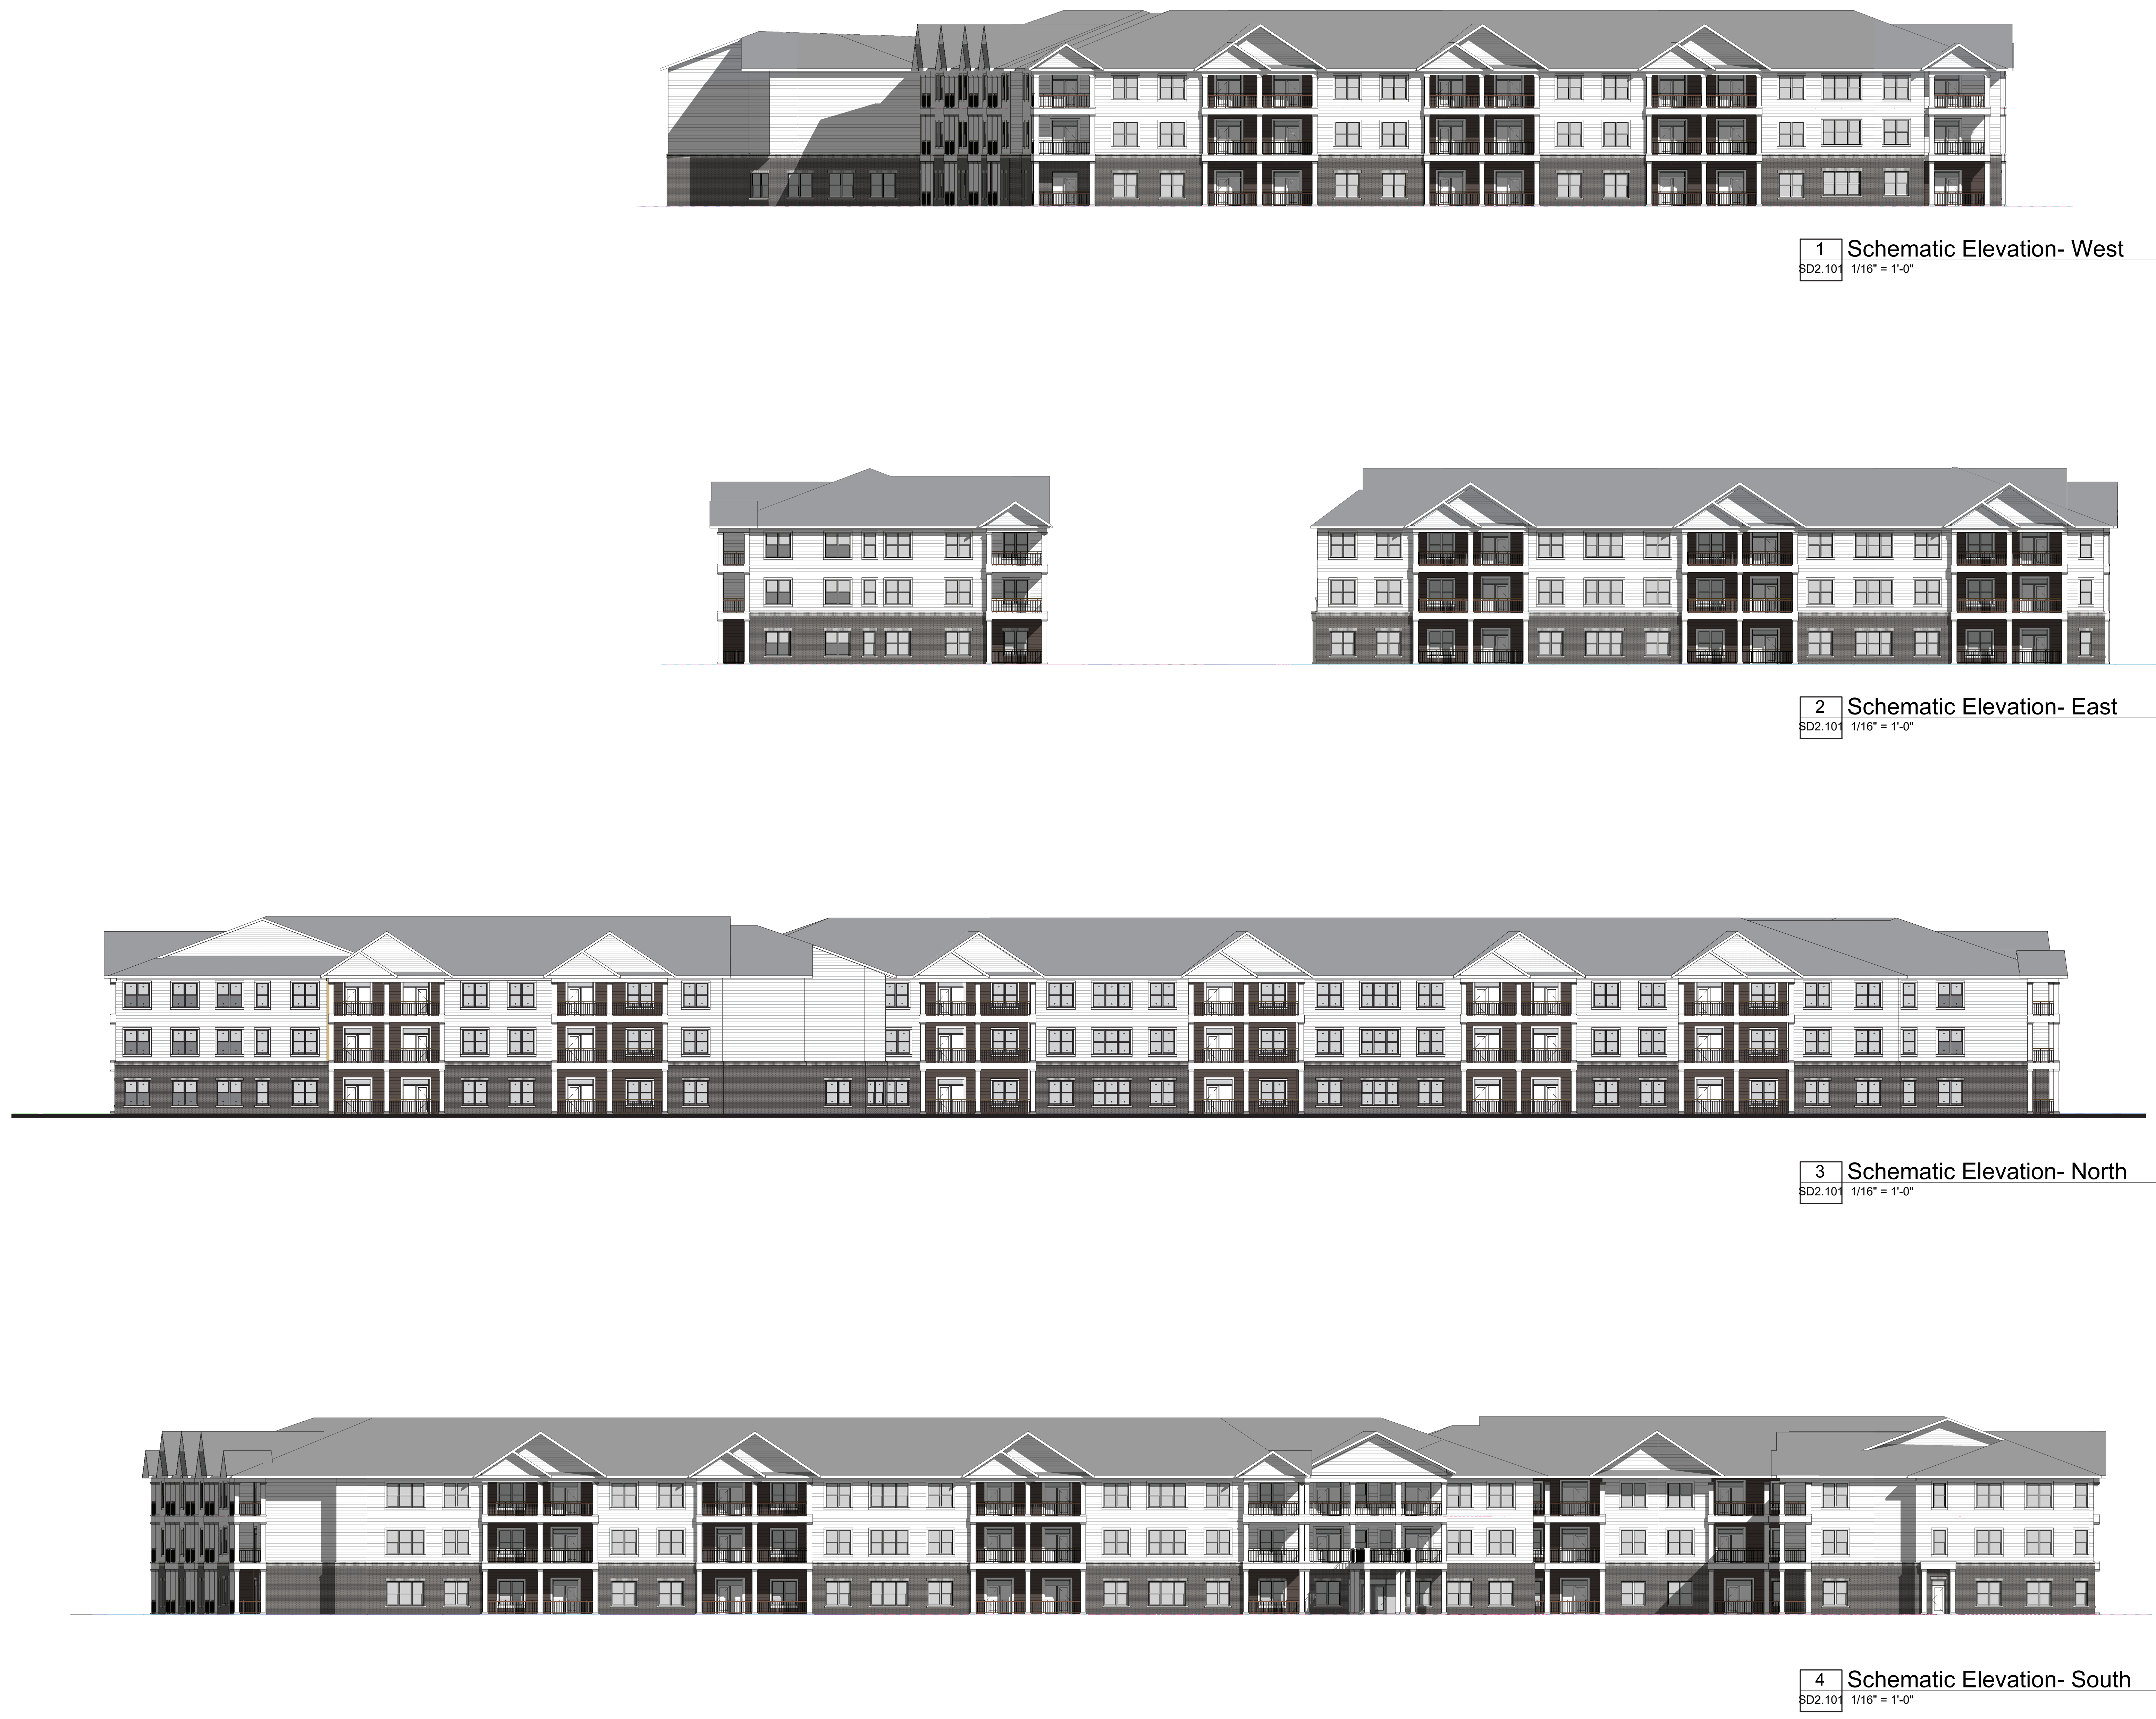 1 Schematic Elevation- West
SD2.101 1/16" = 1'-0"
2 Schematic Elevation- East
SD2.101 1/16" = 1'-0"
3 Schematic Elevation- North
SD2.101 1/16" = 1'-0"
4 Schematic Elevation- South
SD2.101 1/16" = 1'-0"